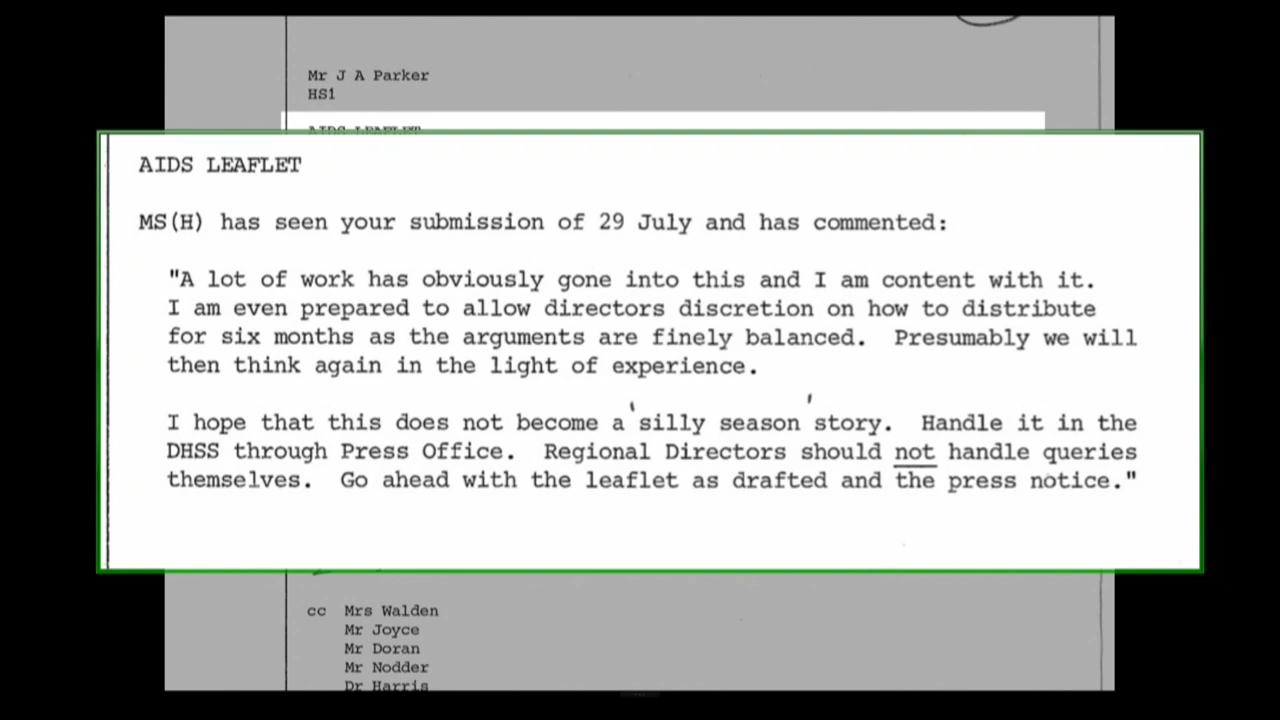 Mr J A Parker
HS1
AIDS LEAFLET
AIDS LEAFLET
MS(H) has seen your submission of 29 July and has commented:
"A lot of work has obviously gone into this and I am content with it.
I am even prepared to allow directors discretion on how to distribute
for six months as the arguments are finely balanced. Presumably we will
then think again in the light of experience.
I hope that this does not become a 'silly season' story. Handle it in the
DHSS through Press Office. Regional Directors should not handle queries
themselves. Go ahead with the leaflet as drafted and the press notice."
cc Mrs Walden
Mr Joyce
Mr Doran
Mr Nodder
Dr Harris